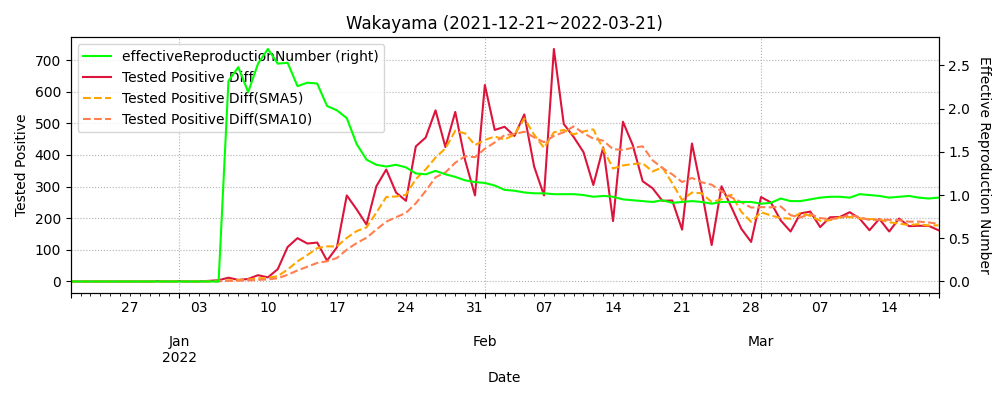 Wakayama (2021-12-21~2022-03-21)
effectiveReproductionNumber (right)
Tested Positive Diff
Tested Positive Diff(SMA5)
Tested Positive Diff(SMA10)
Tested Positive
700
600
500
400
300
200
100
0
2.5
2.0
1.5
1.0
0.5
0.0
Effective Reproduction Number
27 03 10 17 24 31 07 14 21 28 07 14
Jan Feb Mar
2022
Date